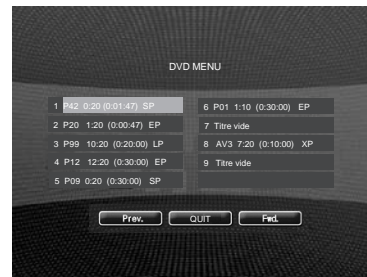 DVD MENU
1 P42 0:20 (0:01:47) SP
2 P20 1:20 (0:00:47) EP
3 P99 10:20 (0:20:00) LP
4 P12 12:20 (0:30:00) EP
5 P09 0:20 (0:30:00) SP
6 P01 1:10 (0:30:00) EP
7 Titre vide
8 AV3 7:20 (0:10:00) XP
9 Titre vide
Prev. QUIT Fwd.